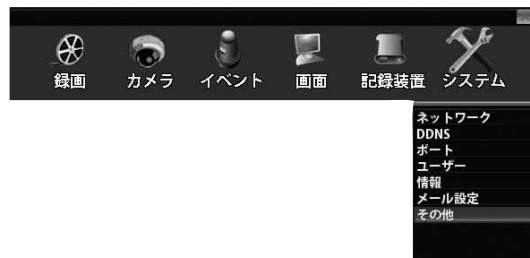 録画 カメラ イベント 画面 記録装置 システム
ネットワーク
DDNS
ポート
ユーザー
情報
メール設定
その他